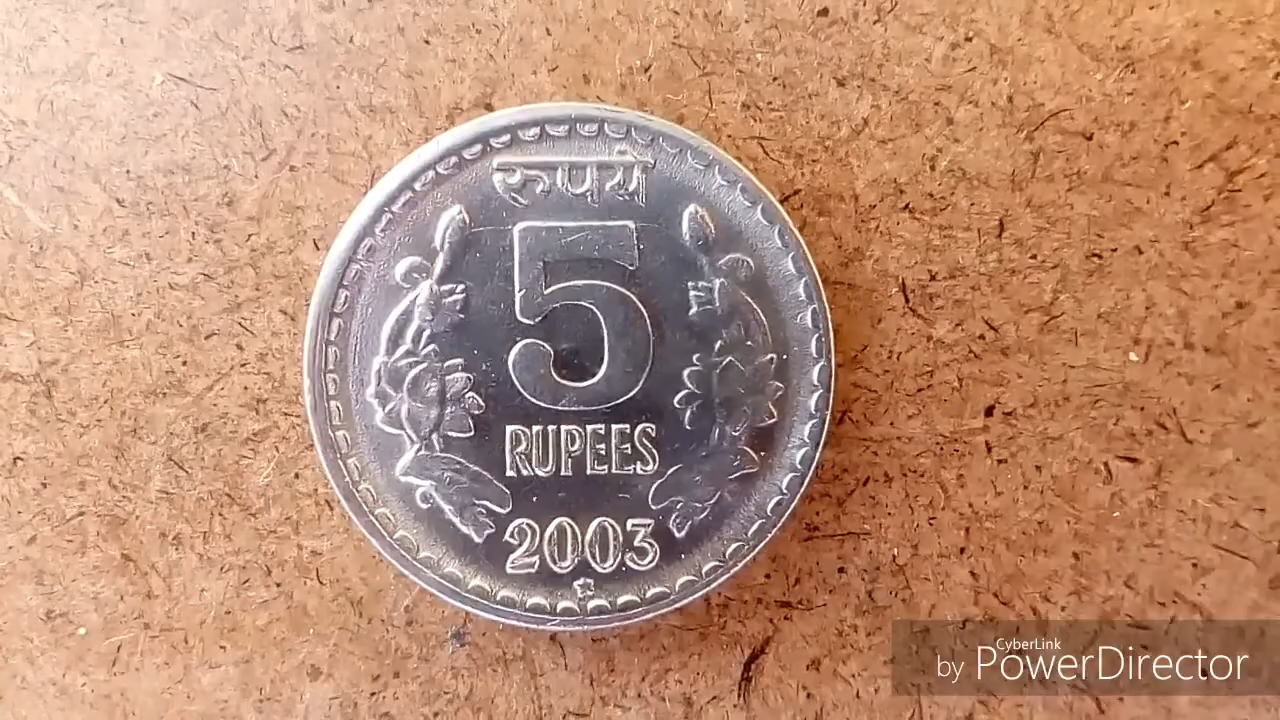 रुपये
5
RUPEES
2003
CyberLink
by PowerDirector